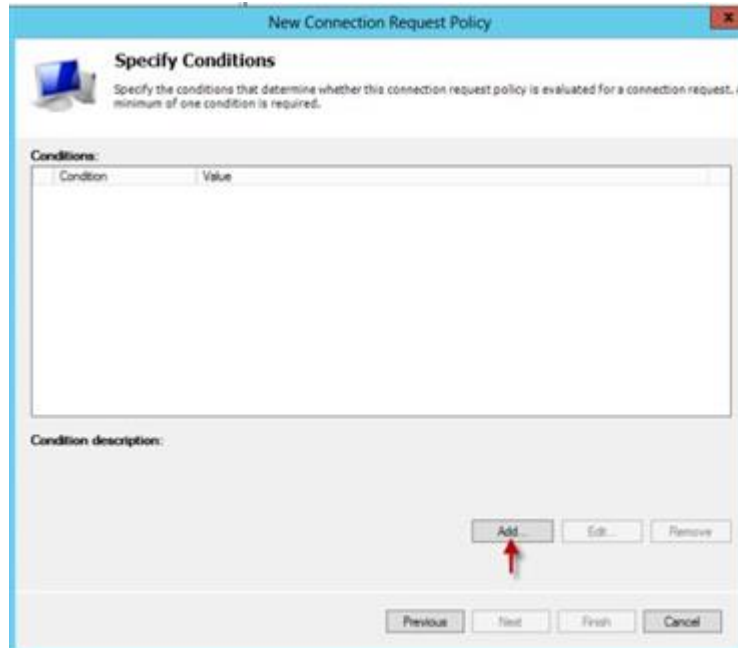 New Connection Request Policy
x
Specify Conditions
Specify the conditions that determine whether this connection request policy is evaluated for a connection request.
minimum of one condition is required.
Conditions:
Condition Value
Condition description:
Add... Edit... Remove
Previous Next Finish Cancel